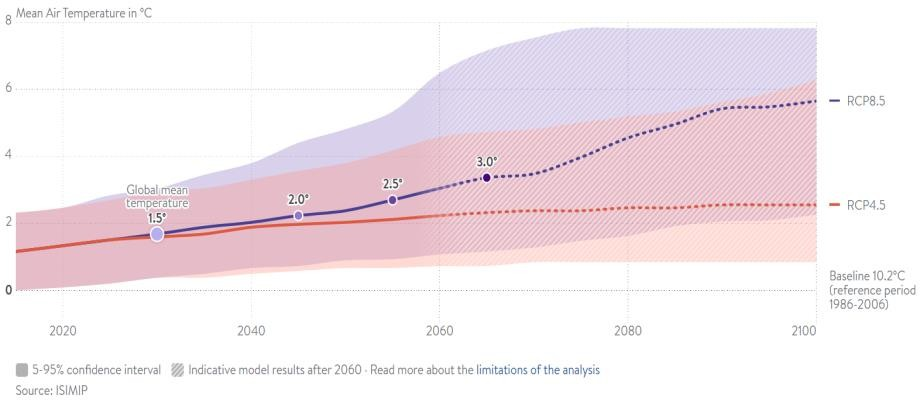 Mean Air Temperature in °C
8
6
RCP8.5
4
3.0°
2.5°
Global mean
temperature
2.0°
1.5°
RCP4.5
2
Baseline 10.2°C
(reference period
1986-2006)
0
2020
2040
2060
2080
2100
5-95% confidence interval
Indicative model results after 2060 · Read more about the limitations of the analysis
Source: ISIMIP